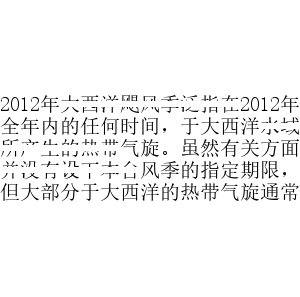 2012年大西洋飓风季泛指在2012年
全年内的任何时间，于大西洋水域
所产生的热带气旋。虽然有关方面
并没有设下本台风季的指定期限，
但大部分于大西洋的热带气旋通常